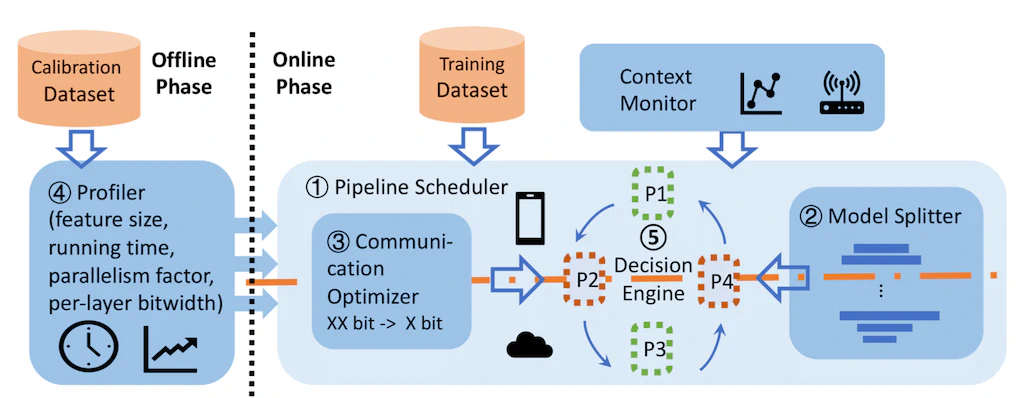 Calibration
Dataset
Offline
Phase
Online
Phase
Training
Dataset
Context
Monitor
④ Profiler
(feature size,
running time,
parallelism factor,
per-layer bitwidth)
① Pipeline Scheduler
③ Communi-
cation
Optimizer
XX bit -> X bit
P1
P2
⑤
Decision
Engine
P4
P3
② Model Splitter
⋮